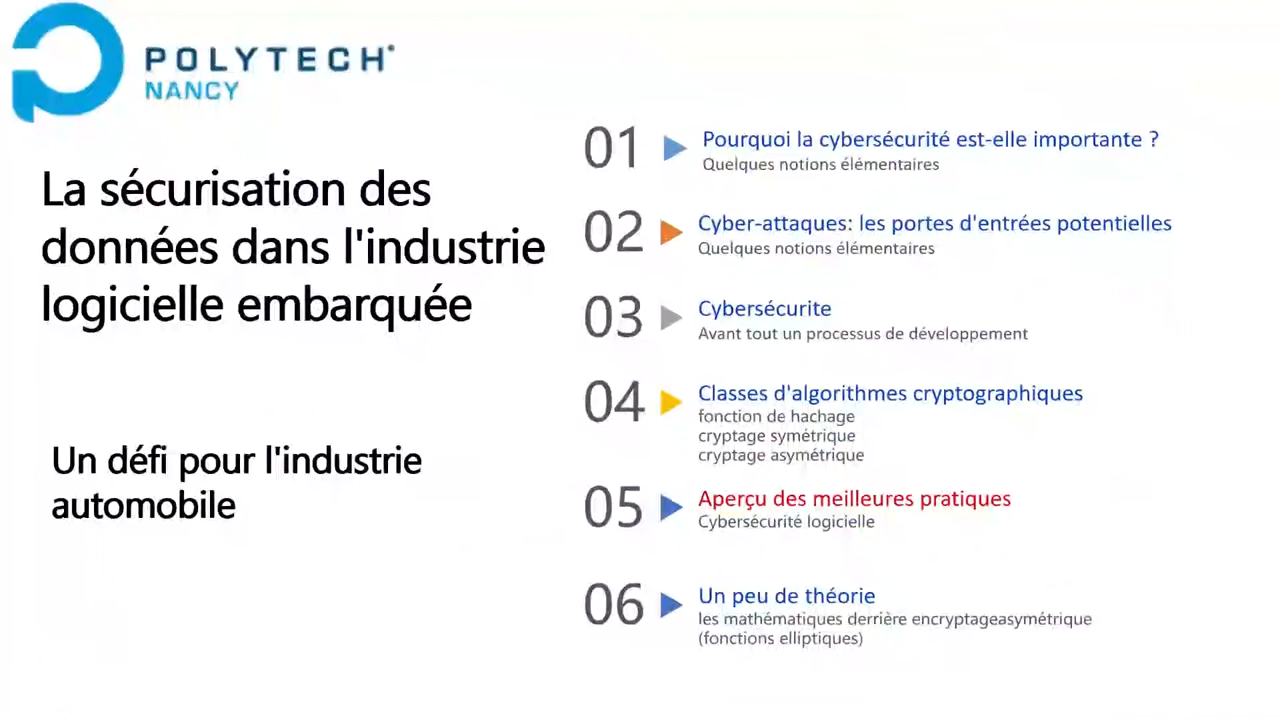 POLYTECH
NANCY
La sécurisation des
données dans l'industrie
logicielle embarquée
Un défi pour l'industrie
automobile
01
Pourquoi la cybersécurité est-elle importante ?
Quelques notions élémentaires
02
Cyber-attaques: les portes d'entrées potentielles
Quelques notions élémentaires
03
Cybersécurite
Avant tout un processus de développement
04
Classes d'algorithmes cryptographiques
fonction de hachage
cryptage symétrique
cryptage asymétrique
05
Aperçu des meilleures pratiques
Cybersécurité logicielle
06
Un peu de théorie
les mathématiques derrière encryptageasymétrique
(fonctions elliptiques)